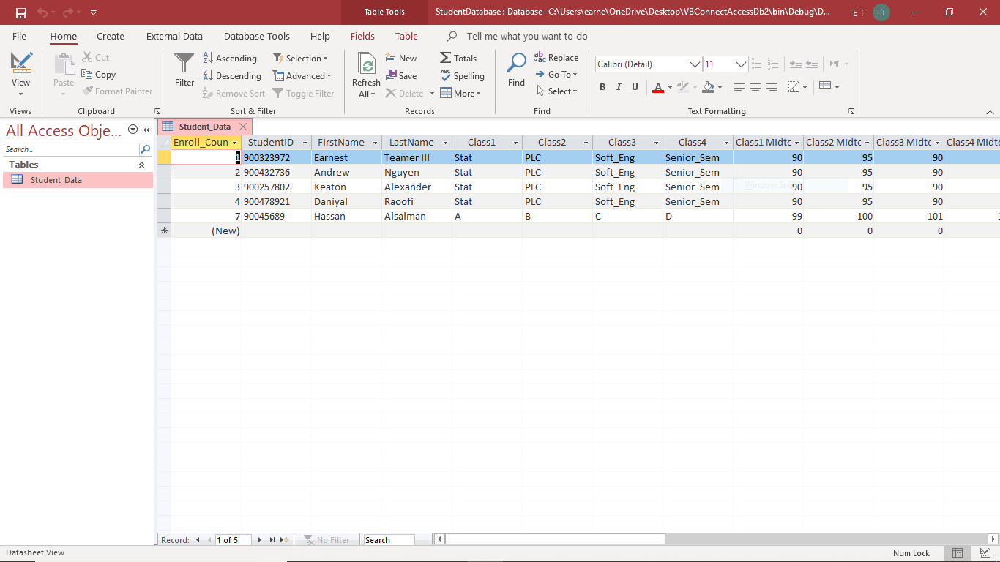 Table Tools StudentDatabase : Database- C:\Users\earne\OneDrive\Desktop\VBConnectAccessDb2\bin\Debug\D... E T ET
File Home Create External Data Database Tools Help Fields Table Tell me what you want to do
View
Views
Paste
Cut
Copy
Format Painter
Clipboard
Filter
Ascending
Descending
Remove Sort
Selection
Advanced
Toggle Filter
Sort & Filter
Refresh
All
New
Save
Delete
Totals
Spelling
More
Records
Find
Replace
Go To
Select
Find
Calibri (Detail) 11
B I U A
Text Formatting
All Access Obje...
Search...
Tables
Student_Data
Student_Data
Enroll_Coun StudentID FirstName LastName Class1 Class2 Class3 Class4 Class1 Midte Class2 Midte Class3 Midte Class4 Midte
1 900323972 Earnest Teamer III Stat PLC Soft_Eng Senior_Sem 90 95 90
2 900432736 Andrew Nguyen Stat PLC Soft_Eng Senior_Sem 90 95 90
3 900257802 Keaton Alexander Stat PLC Soft_Eng Senior_Sem 90 95 90
4 900478921 Daniyal Raoofi Stat PLC Soft_Eng Senior_Sem 90 95 90
7 90045689 Hassan Alsalman A B C D 99 100 101
(New) 0 0 0
Record: 1 of 5 No Filter Search
Datasheet View Num Lock